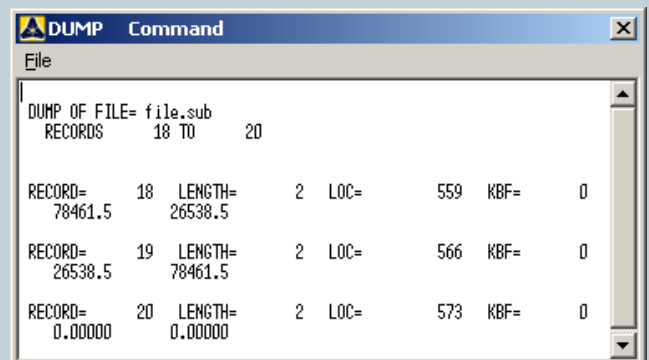 DUMP Command
File
DUMP OF FILE= file.sub
RECORDS 18 TO 20
RECORD= 18 LENGTH= 2 LOC= 559 KBF= 0
78461.5 26538.5
RECORD= 19 LENGTH= 2 LOC= 566 KBF= 0
26538.5 78461.5
RECORD= 20 LENGTH= 2 LOC= 573 KBF= 0
0.00000 0.00000